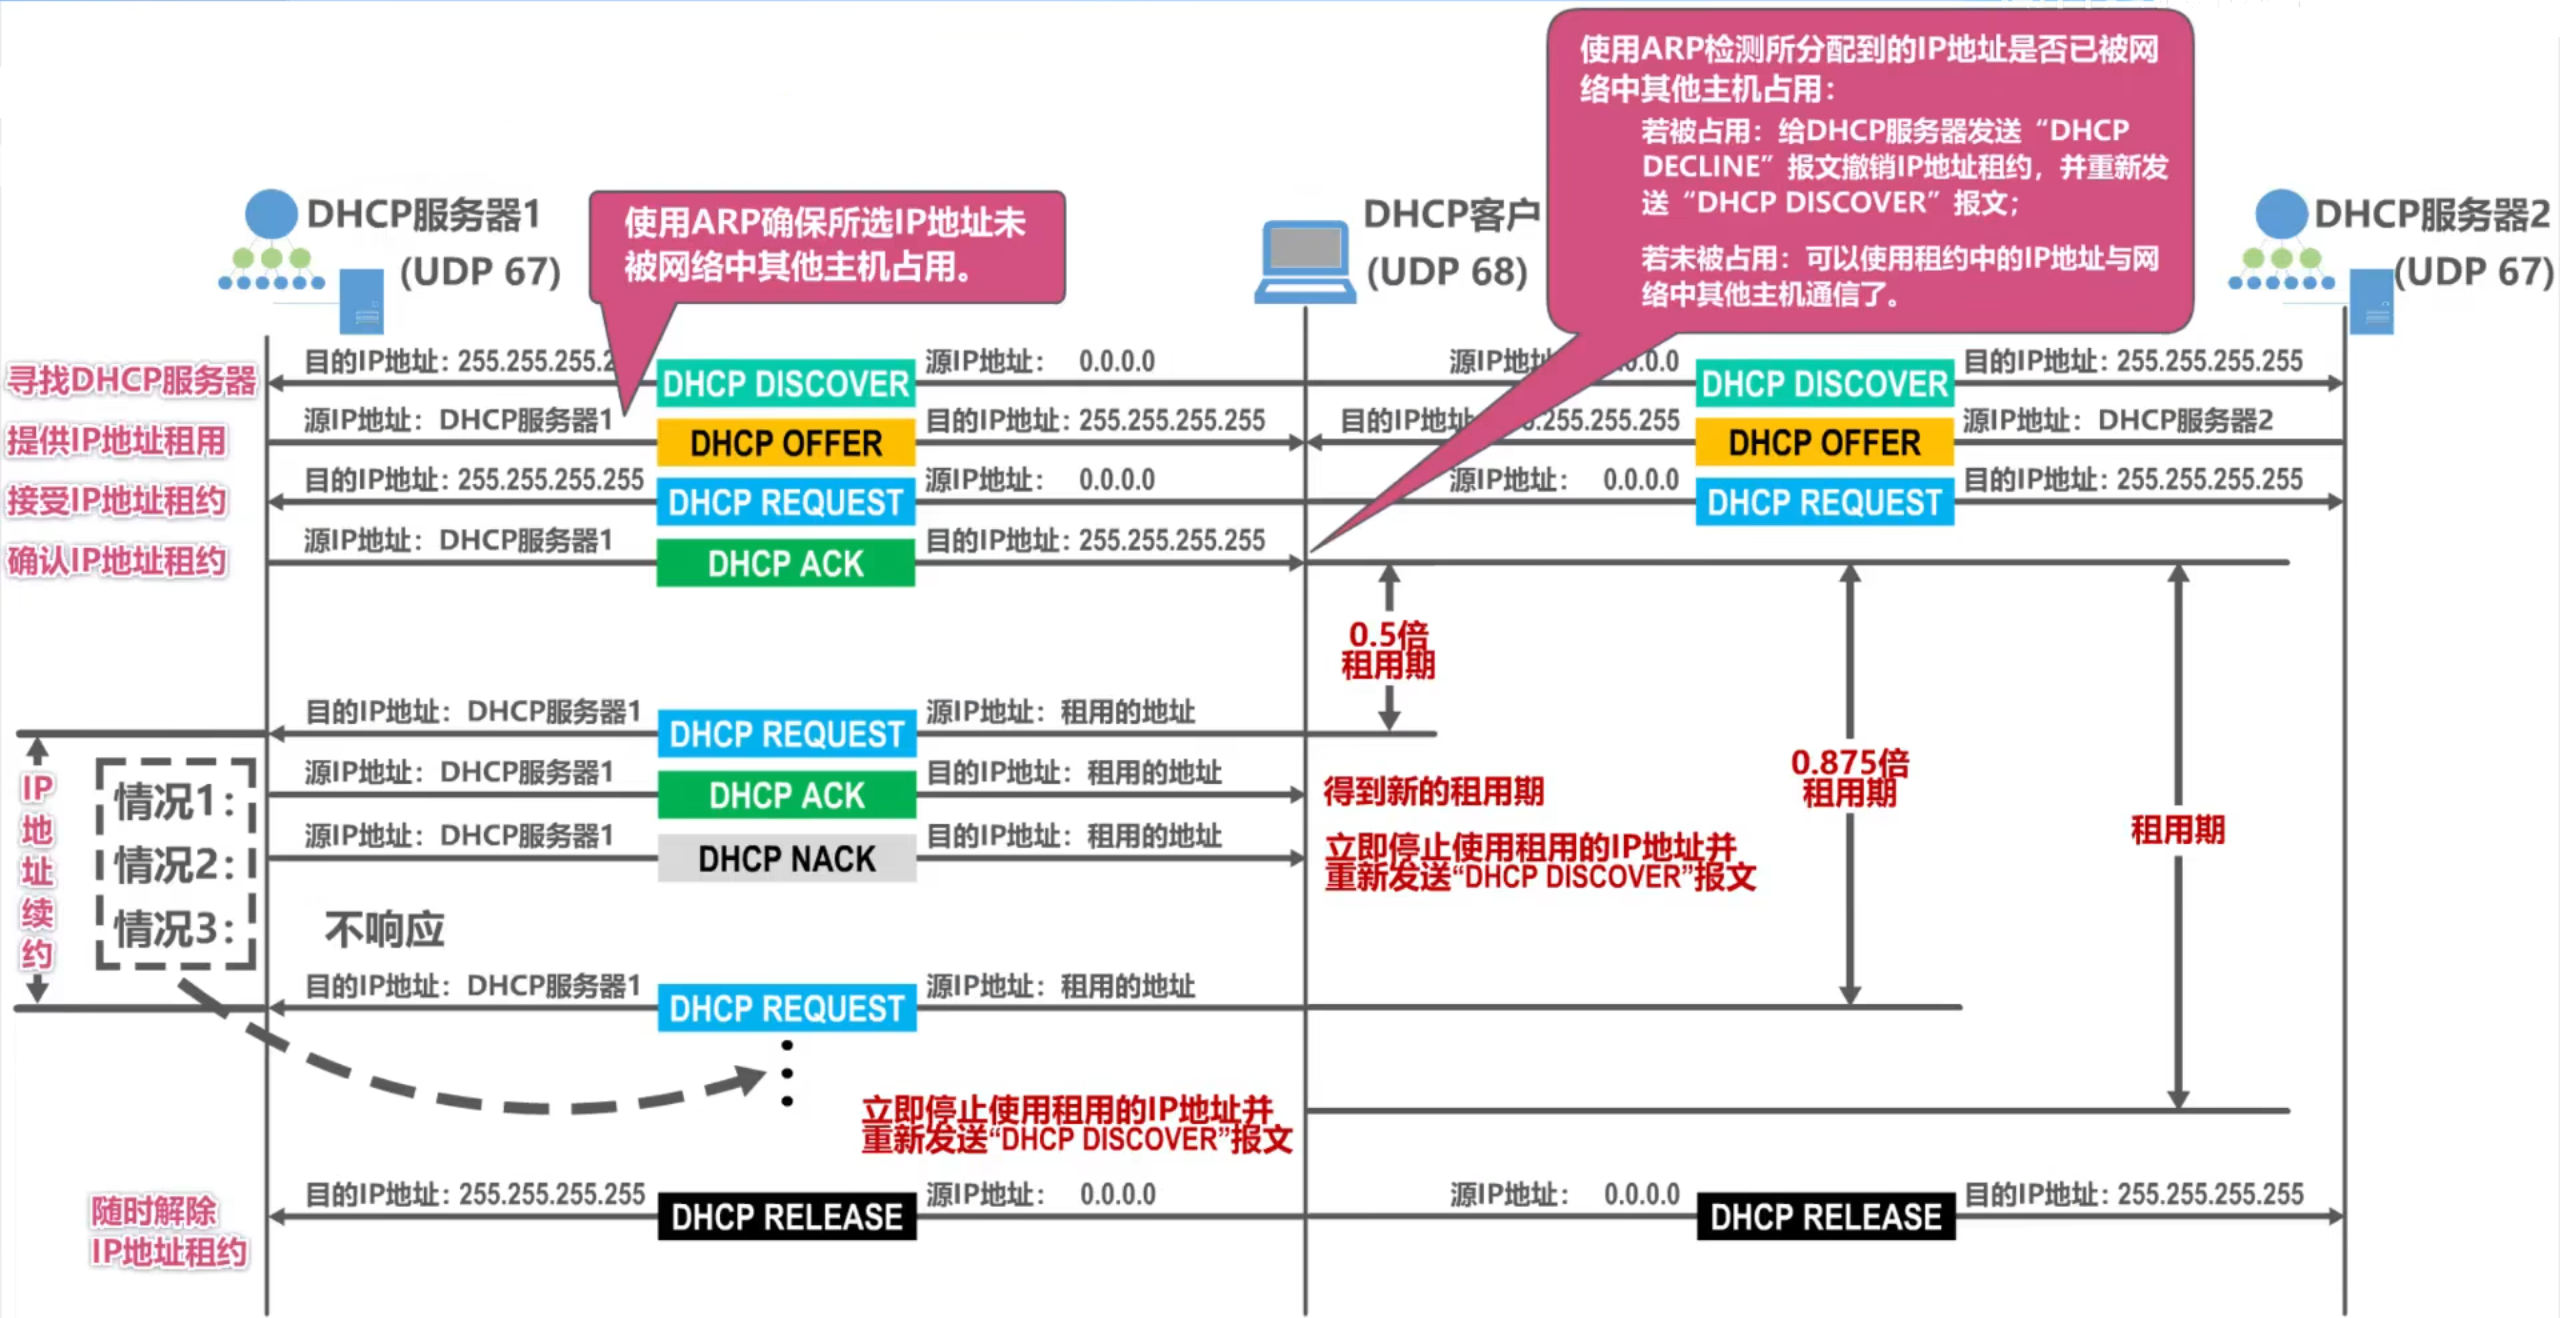 DHCP服务器1
(UDP 67)
使用ARP确保所选IP地址未
被网络中其他主机占用。
DHCP客户
(UDP 68)
使用ARP检测所分配到的IP地址是否已被网
络中其他主机占用：
若被占用：给DHCP服务器发送“DHCP
DECLINE”报文撤销IP地址租约，并重新发
送“DHCP DISCOVER”报文；
若未被占用：可以使用租约中的IP地址与网
络中其他主机通信了。
DHCP服务器2
(UDP 67)
寻找DHCP服务器
目的IP地址：255.255.255.2
DHCP DISCOVER
源IP地址： 0.0.0.0
源IP地址 0.0
DHCP DISCOVER
目的IP地址：255.255.255.255
提供IP地址租用
源IP地址：DHCP服务器1
DHCP OFFER
目的IP地址：255.255.255.255
目的IP地址 .255.255.255
DHCP OFFER
源IP地址：DHCP服务器2
接受IP地址租约
目的IP地址：255.255.255.255
DHCP REQUEST
源IP地址： 0.0.0.0
源IP地址： 0.0.0.0
DHCP REQUEST
目的IP地址：255.255.255.255
确认IP地址租约
源IP地址：DHCP服务器1
DHCP ACK
目的IP地址：255.255.255.255
0.5倍
租用期
0.875倍
租用期
租用期
目的IP地址：DHCP服务器1
DHCP REQUEST
源IP地址：租用的地址
IP地址续约
情况1：
源IP地址：DHCP服务器1
DHCP ACK
目的IP地址：租用的地址
得到新的租用期
情况2：
源IP地址：DHCP服务器1
DHCP NACK
目的IP地址：租用的地址
立即停止使用租用的IP地址并
重新发送“DHCP DISCOVER”报文
情况3：
不响应
目的IP地址：DHCP服务器1
DHCP REQUEST
源IP地址：租用的地址
立即停止使用租用的IP地址并
重新发送“DHCP DISCOVER”报文
随时解除
IP地址租约
目的IP地址：255.255.255.255
DHCP RELEASE
源IP地址： 0.0.0.0
源IP地址： 0.0.0.0
DHCP RELEASE
目的IP地址：255.255.255.255